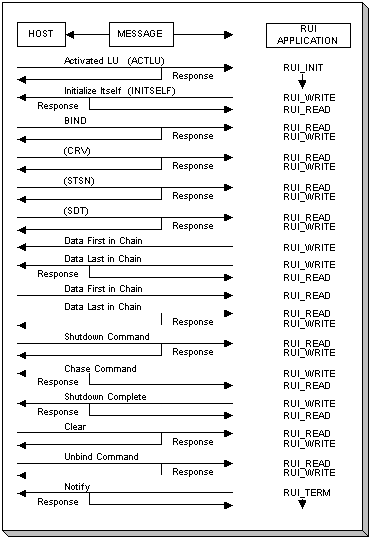 HOST MESSAGE RUI APPLICATION
Activated LU (ACTLU)
Response RUI_INIT
Initialize Itself (INITSELF) RUI_WRITE
Response RUI_READ
BIND RUI_READ
Response RUI_WRITE
(CRV) RUI_READ
Response RUI_WRITE
(STSN) RUI_READ
Response RUI_WRITE
(SDT) RUI_READ
Response RUI_WRITE
Data First in Chain RUI_WRITE
Data Last in Chain RUI_WRITE
Response RUI_READ
Data First in Chain RUI_READ
Data Last in Chain RUI_READ
Response RUI_WRITE
Shutdown Command RUI_READ
Response RUI_WRITE
Chase Command RUI_WRITE
Response RUI_READ
Shutdown Complete RUI_WRITE
Response RUI_READ
Clear RUI_READ
Response RUI_WRITE
Unbind Command RUI_READ
Response RUI_WRITE
Notify RUI_TERM
Response